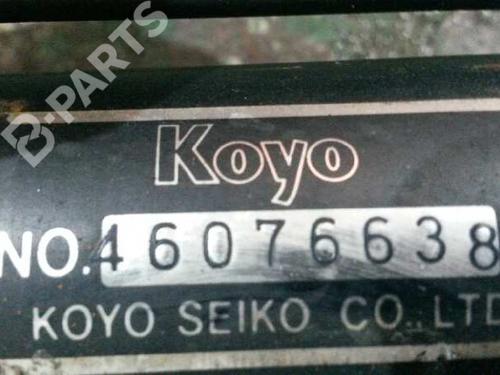 B-PARTS
Koyo
NO. 46076638
KOYO SEIKO CO., LTD